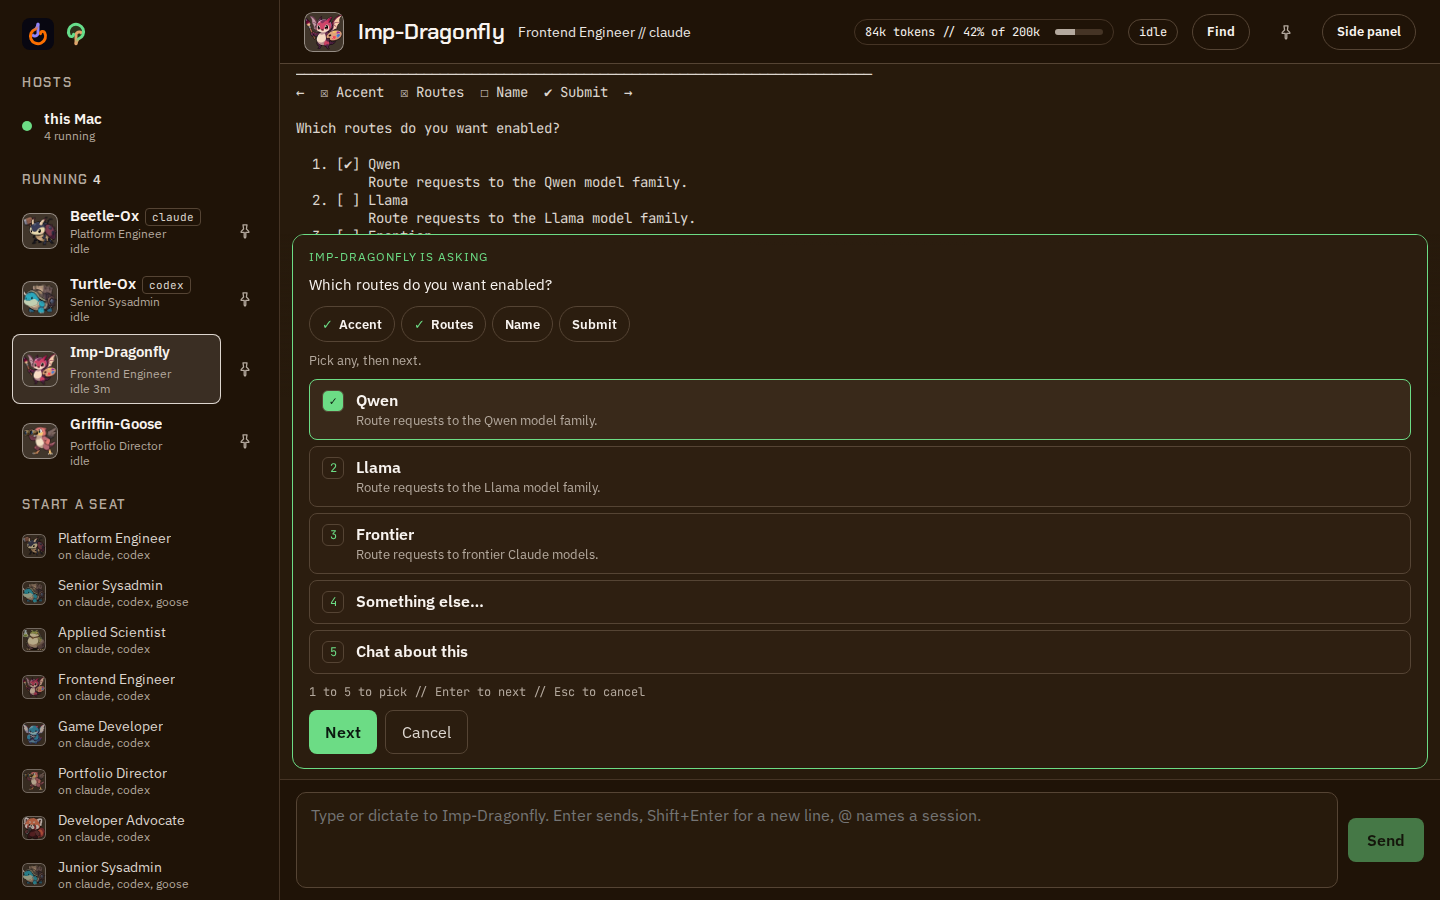 HOSTS
this Mac
4 running
RUNNING 4
Beetle-Ox claude
Platform Engineer
idle
Turtle-Ox codex
Senior Sysadmin
idle
Imp-Dragonfly
Frontend Engineer
idle 3m
Griffin-Goose
Portfolio Director
idle
START A SEAT
Platform Engineer
on claude, codex
Senior Sysadmin
on claude, codex, goose
Applied Scientist
on claude, codex
Frontend Engineer
on claude, codex
Game Developer
on claude, codex
Portfolio Director
on claude, codex
Developer Advocate
on claude, codex
Junior Sysadmin
on claude, codex, goose
Imp-Dragonfly Frontend Engineer // claude
84k tokens // 42% of 200k
idle
Find
Side panel
← ☒ Accent ☒ Routes ☐ Name ✔ Submit →
Which routes do you want enabled?
1. [✔] Qwen
Route requests to the Qwen model family.
2. [ ] Llama
Route requests to the Llama model family.
3. [ ] Frontier
IMP-DRAGONFLY IS ASKING
Which routes do you want enabled?
✓ Accent ✓ Routes Name Submit
Pick any, then next.
✓ Qwen
Route requests to the Qwen model family.
2 Llama
Route requests to the Llama model family.
3 Frontier
Route requests to frontier Claude models.
4 Something else...
5 Chat about this
1 to 5 to pick // Enter to next // Esc to cancel
Next Cancel
Type or dictate to Imp-Dragonfly. Enter sends, Shift+Enter for a new line, @ names a session.
Send